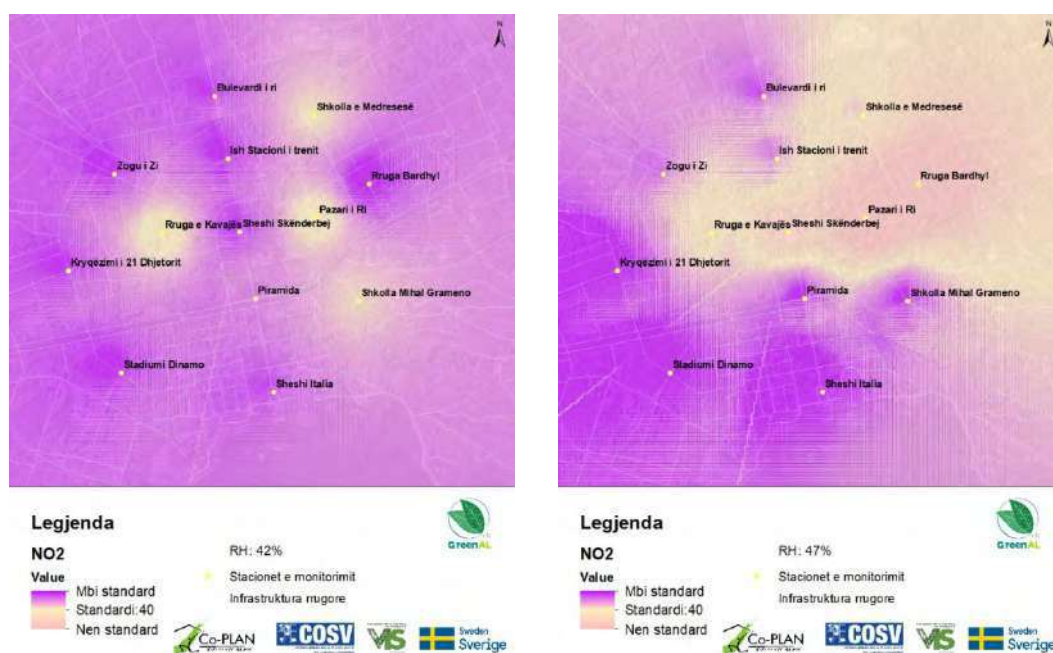 N
Bulevardi i ri
Shkolla e Medresesë
Ish Stacioni i trenit
Zogu i Zi
Rruga Bardhyl
Pazari i Ri
Rruga e Kavajës
Sheshi Skënderbej
Kryqëzimi i 21 Dhjetorit
Piramida
Shkolla Mihal Grameno
Stadiumi Dinamo
Sheshi Italia
Legjenda
NO2
Value
Mbi standard
Standardi:40
Nen standard
RH: 42%
Stacionet e monitorimit
Infrastruktura rrugore
GreenAL
Co-PLAN
COSV
VIS
Sweden
Sverige
N
Bulevardi i ri
Shkolla e Medresesë
Ish Stacioni i trenit
Zogu i Zi
Rruga Bardhyl
Pazari i Ri
Rruga e Kavajës
Sheshi Skënderbej
Kryqëzimi i 21 Dhjetorit
Piramida
Shkolla Mihal Grameno
Stadiumi Dinamo
Sheshi Italia
Legjenda
NO2
Value
Mbi standard
Standardi:40
Nen standard
RH: 47%
Stacionet e monitorimit
Infrastruktura rrugore
GreenAL
Co-PLAN
COSV
VIS
Sweden
Sverige